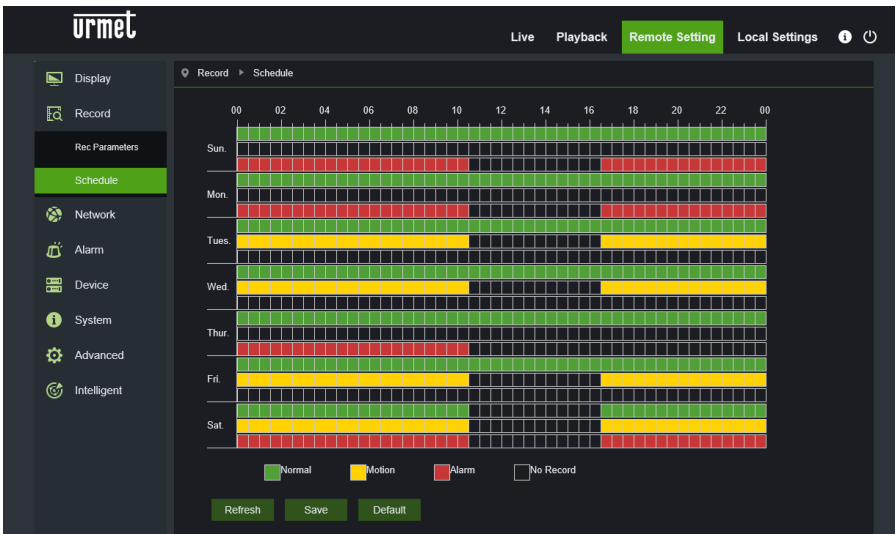 urmet
Live Playback Remote Setting Local Settings
Display
Record
Rec Parameters
Schedule
Network
Alarm
Device
System
Advanced
Intelligent
Record Schedule
00 02 04 06 08 10 12 14 16 18 20 22 00
Sun.
Mon.
Tues.
Wed.
Thur.
Fri.
Sat.
Normal Motion Alarm No Record
Refresh Save Default